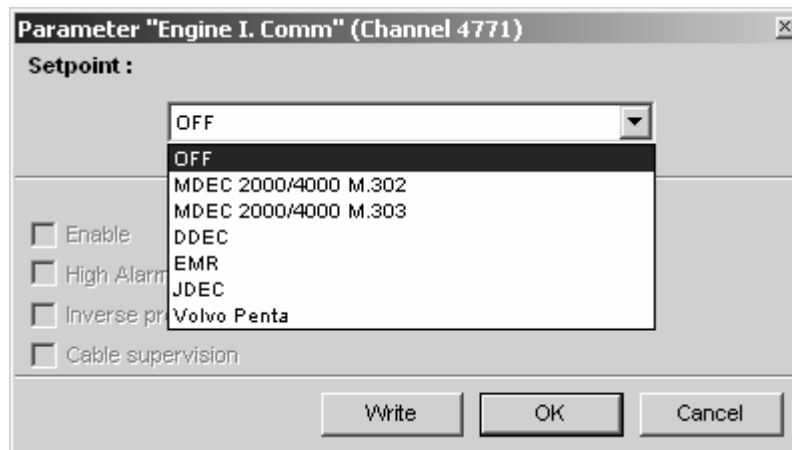 Parameter "Engine I. Comm" (Channel 4771)
Setpoint :
OFF
OFF
MDEC 2000/4000 M.302
MDEC 2000/4000 M.303
DDEC
EMR
JDEC
Volvo Penta
Enable
High Alarm
Inverse pr
Cable supervision
Write OK Cancel